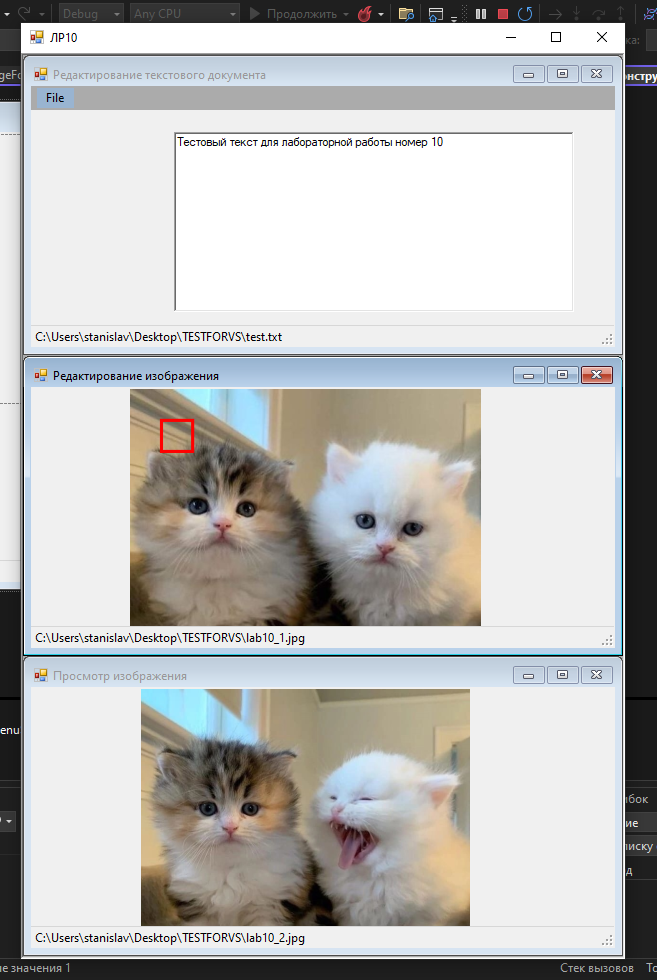 Debug
Any CPU
Продолжить
ЛР10
Редактирование текстового документа
File
Тестовый текст для лабораторной работы номер 10
C:\Users\stanislav\Desktop\TESTFORVS\test.txt
Редактирование изображения
C:\Users\stanislav\Desktop\TESTFORVS\lab10_1.jpg
Просмотр изображения
C:\Users\stanislav\Desktop\TESTFORVS\lab10_2.jpg
значения 1
Стек вызовов